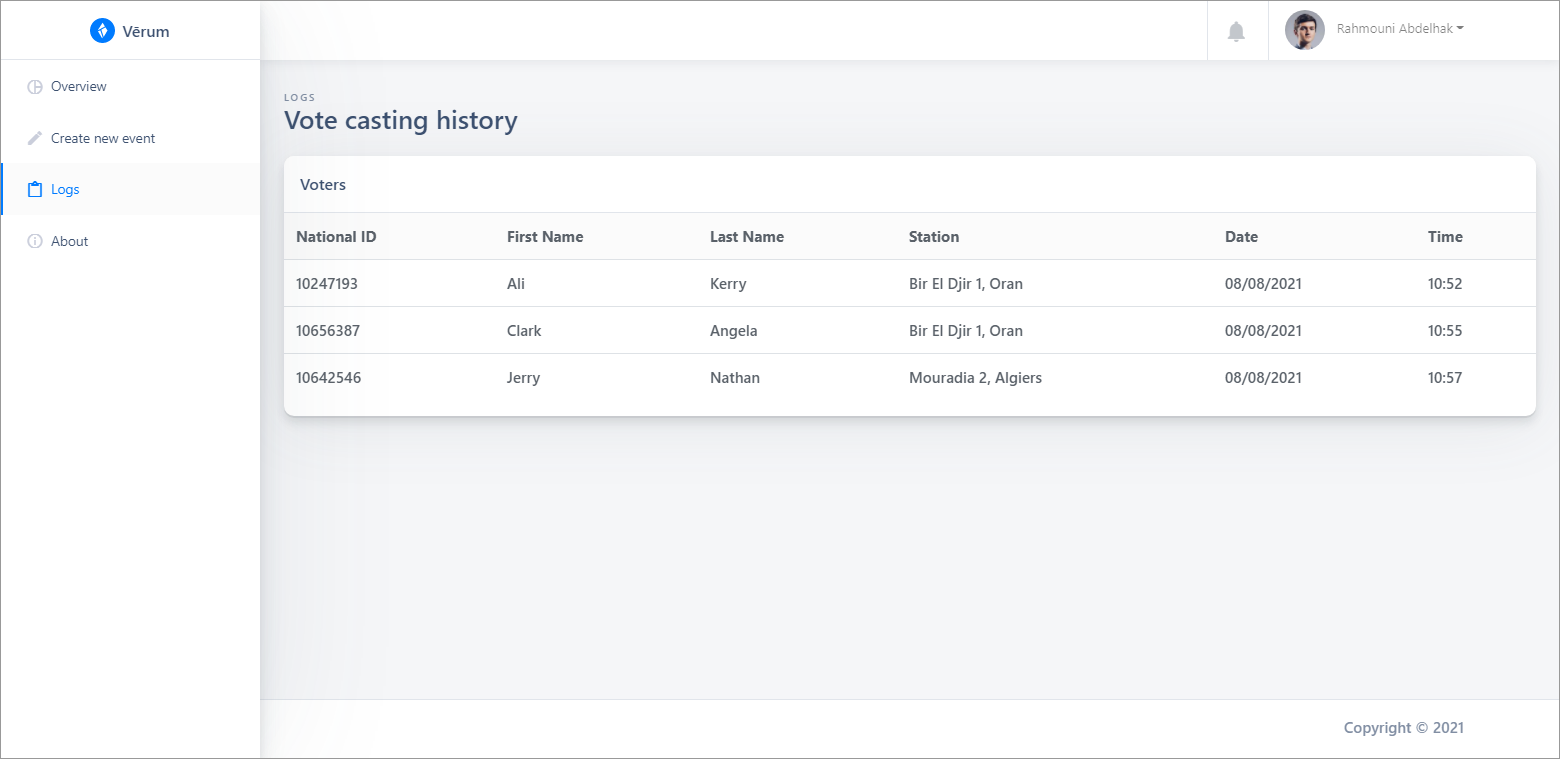 Vērum
Rahmouni Abdelhak
Overview
Create new event
Logs
About
LOGS
Vote casting history
Voters
National ID First Name Last Name Station Date Time
10247193 Ali Kerry Bir El Djir 1, Oran 08/08/2021 10:52
10656387 Clark Angela Bir El Djir 1, Oran 08/08/2021 10:55
10642546 Jerry Nathan Mouradia 2, Algiers 08/08/2021 10:57
Copyright © 2021